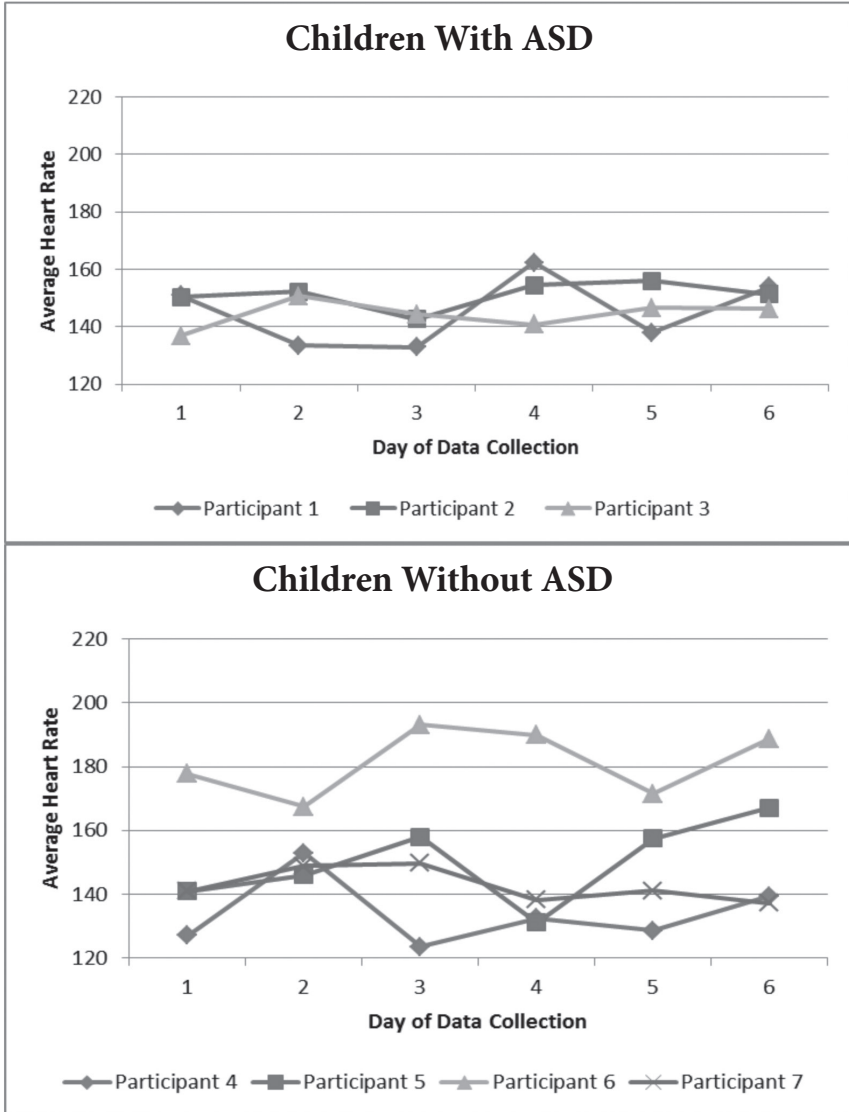 Children With ASD
220
200
180
160
140
120
Average Heart Rate
1 2 3 4 5 6
Day of Data Collection
Participant 1 Participant 2 Participant 3
Children Without ASD
220
200
180
160
140
120
Average Heart Rate
1 2 3 4 5 6
Day of Data Collection
Participant 4 Participant 5 Participant 6 Participant 7